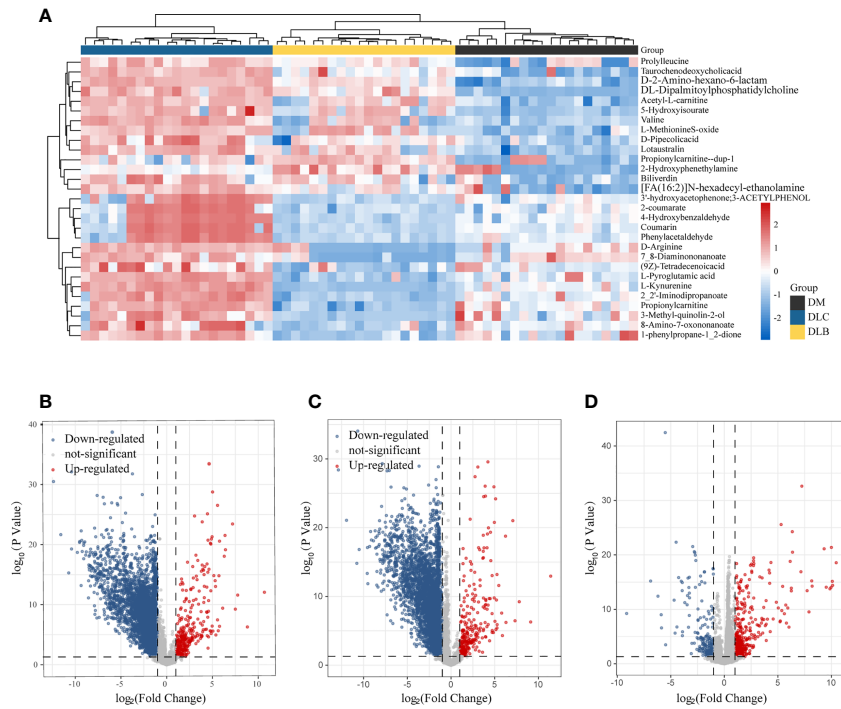 A
Group
Prolylleucine
Taurochenodeoxycholicacid
D-2-Amino-hexano-6-lactam
DL-Dipalmitoylphosphatidylcholine
Acetyl-L-carnitine
5-Hydroxyisourate
Valine
L-MethionineS-oxide
D-Pipecolicacid
Lotaustralin
Propionylcarnitine--dup-1
2-Hydroxyphenethylamine
Biliverdin
[FA(16:2)]N-hexadecyl-ethanolamine
3'-hydroxyacetophenone;3-ACETYLPHENOL
2-coumarate
4-Hydroxybenzaldehyde
Coumarin
Phenylacetaldehyde
D-Arginine
7_8-Diaminononanoate
(9Z)-Tetradecenoicacid
L-Pyroglutamic acid
L-Kynurenine
2_2'-Iminodipropanoate
Propionylcarnitine
3-Methyl-quinolin-2-ol
8-Amino-7-oxononanoate
1-phenylpropane-1_2-dione
2
1
0
-1
-2
Group
DM
DLC
DLB
B
Down-regulated
not-significant
Up-regulated
log10(P Value)
40
30
20
10
0
-10
-5
0
5
10
log2(Fold Change)
C
Down-regulated
not-significant
Up-regulated
log10(P Value)
30
20
10
0
-10
-5
0
5
10
log2(Fold Change)
D
log10(P Value)
40
30
20
10
0
-10
-5
0
5
10
log2(Fold Change)